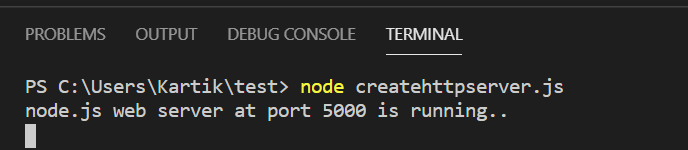 PROBLEMS OUTPUT DEBUG CONSOLE TERMINAL
PS C:\Users\Kartik\test> node createhttpserver.js
node.js web server at port 5000 is running..